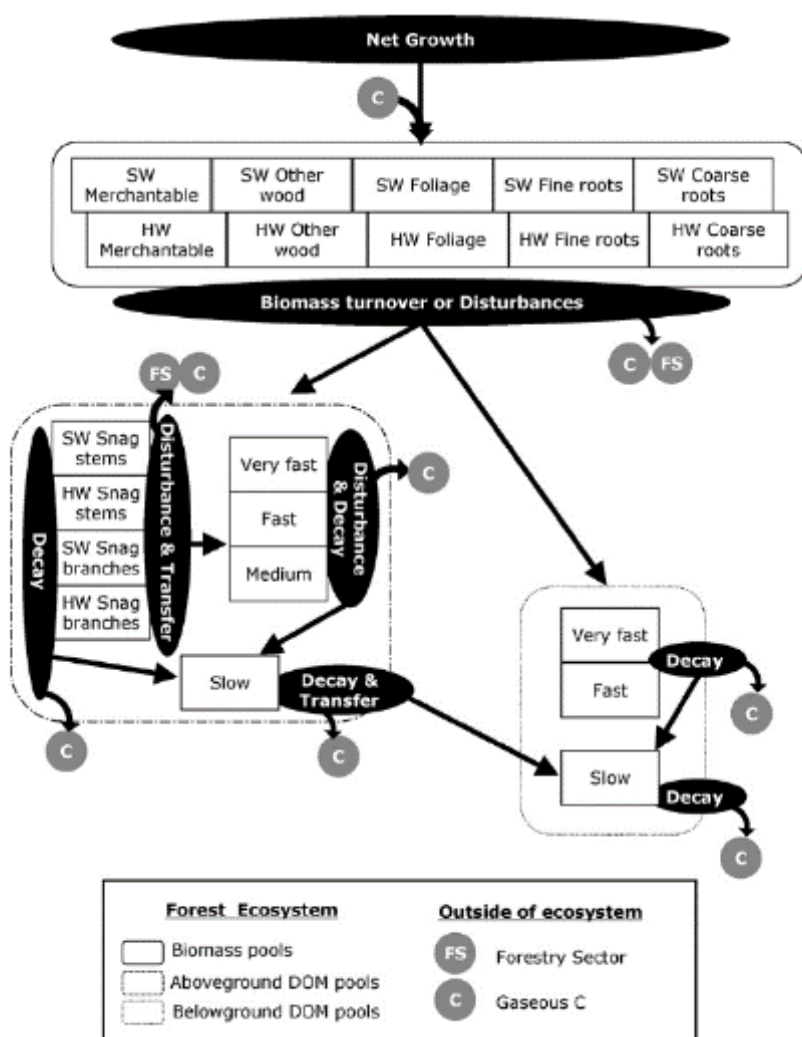 Net Growth
C
SW Merchantable
SW Other wood
SW Foliage
SW Fine roots
SW Coarse roots
HW Merchantable
HW Other wood
HW Foliage
HW Fine roots
HW Coarse roots
Biomass turnover or Disturbances
C FS
FS C
Decay
SW Snag stems
HW Snag stems
SW Snag branches
HW Snag branches
Disturbance & Transfer
Very fast
Fast
Medium
Disturbance & Decay
C
Slow
Decay & Transfer
C
C
Very fast
Fast
Decay
C
Slow
Decay
C
Forest Ecosystem
Biomass pools
Aboveground DOM pools
Belowground DOM pools
Outside of ecosystem
FS Forestry Sector
C Gaseous C